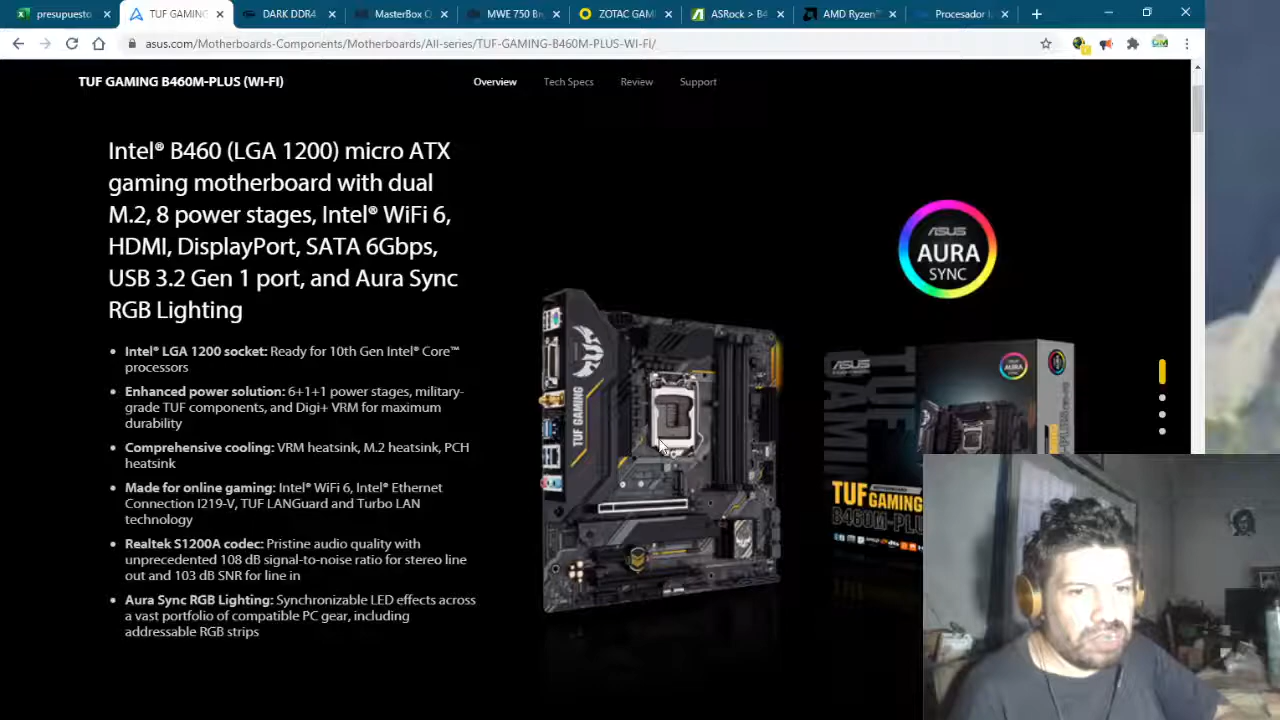 presupuesto
TUF GAMING
DARK DDR4
MasterBox Q
MWE 750 Br
ZOTAC GAM
ASRock > B4
AMD Ryzen™
Procesador
asus.com/Motherboards-Components/Motherboards/All-series/TUF-GAMING-B460M-PLUS-WI-FI/
TUF GAMING B460M-PLUS (WI-FI)
Overview
Tech Specs
Review
Support
Intel® B460 (LGA 1200) micro ATX
gaming motherboard with dual
M.2, 8 power stages, Intel® WiFi 6,
HDMI, DisplayPort, SATA 6Gbps,
USB 3.2 Gen 1 port, and Aura Sync
RGB Lighting
Intel® LGA 1200 socket: Ready for 10th Gen Intel® Core™
processors
Enhanced power solution: 6+1+1 power stages, military-
grade TUF components, and Digi+ VRM for maximum
durability
Comprehensive cooling: VRM heatsink, M.2 heatsink, PCH
heatsink
Made for online gaming: Intel® WiFi 6, Intel® Ethernet
Connection I219-V, TUF LANGuard and Turbo LAN
technology
Realtek S1200A codec: Pristine audio quality with
unprecedented 108 dB signal-to-noise ratio for stereo line
out and 103 dB SNR for line in
Aura Sync RGB Lighting: Synchronizable LED effects across
a vast portfolio of compatible PC gear, including
addressable RGB strips
ASUS
AURA
SYNC
TUF GAMING
ASUS
TUF GAMING
TUF GAMING
B460M-PLU